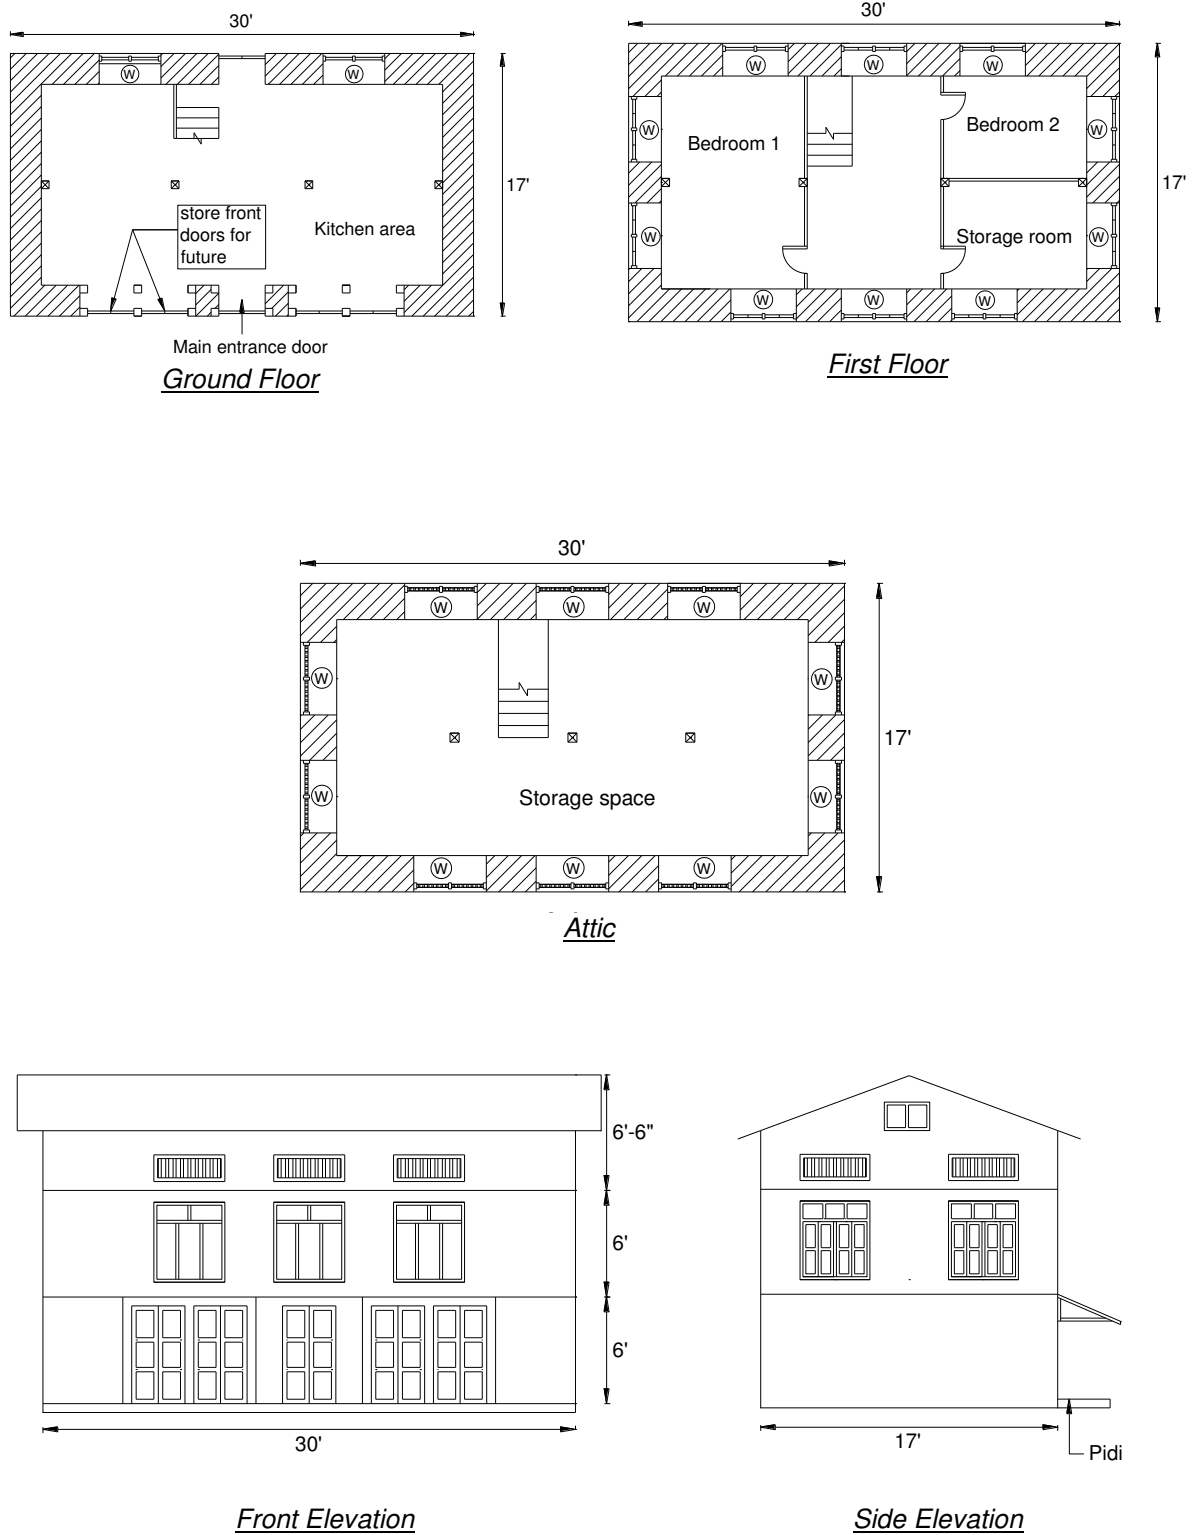 30'
W
W
17'
store front
doors for
future
Kitchen area
Main entrance door
Ground Floor
30'
W
W
W
W
W
Bedroom 1
Bedroom 2
17'
W
W
Storage room
W
W
W
First Floor
30'
W
W
W
W
W
17'
W
W
Storage space
W
W
W
Attic
6'-6"
6'
6'
30'
Front Elevation
17'
Pidi
Side Elevation